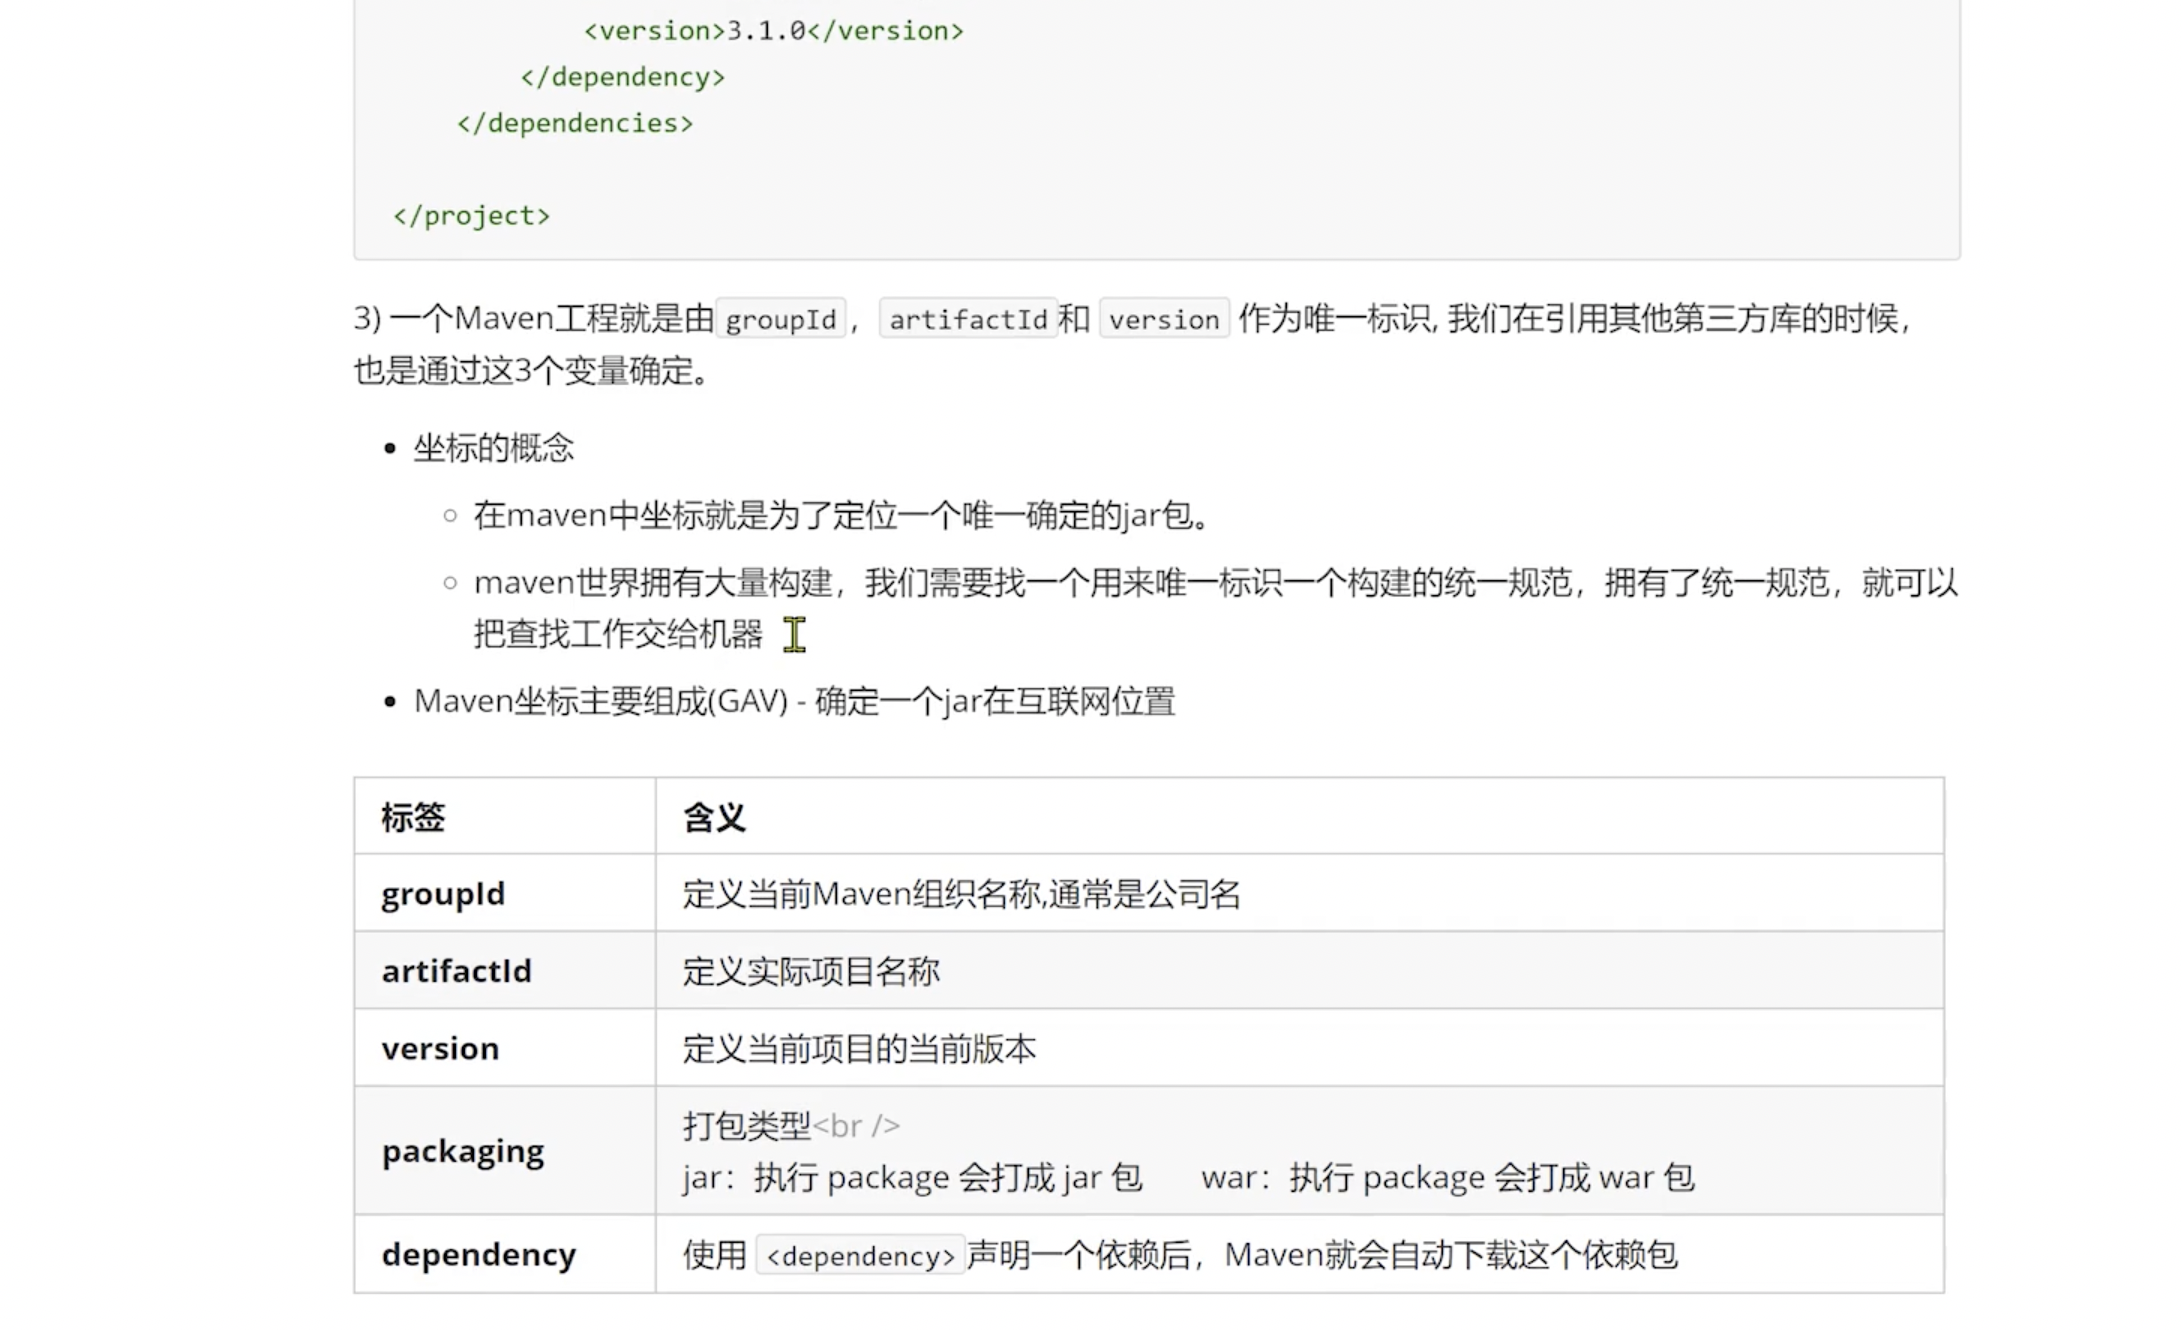 <version>3.1.0</version>
</dependency>
</dependencies>
</project>
3) 一个Maven工程就是由 groupId ， artifactId 和 version 作为唯一标识, 我们在引用其他第三方库的时候，
也是通过这3个变量确定。
坐标的概念
在maven中坐标就是为了定位一个唯一确定的jar包。
maven世界拥有大量构建，我们需要找一个用来唯一标识一个构建的统一规范，拥有了统一规范，就可以
把查找工作交给机器
Maven坐标主要组成(GAV) - 确定一个jar在互联网位置
标签 含义
groupId 定义当前Maven组织名称,通常是公司名
artifactId 定义实际项目名称
version 定义当前项目的当前版本
packaging 打包类型<br />
jar：执行 package 会打成 jar 包 war：执行 package 会打成 war 包
dependency 使用 <dependency> 声明一个依赖后，Maven就会自动下载这个依赖包